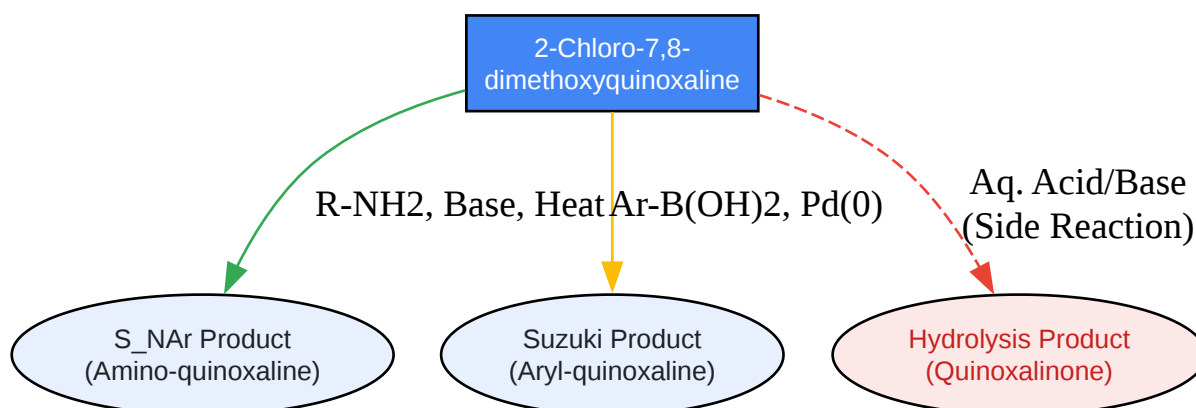 2-Chloro-7,8-
dimethoxyquinoxaline
R-NH2, Base, Heat
Ar-B(OH)2, Pd(0)
Aq. Acid/Base
(Side Reaction)
S_NAr Product
(Amino-quinoxaline)
Suzuki Product
(Aryl-quinoxaline)
Hydrolysis Product
(Quinoxalinone)